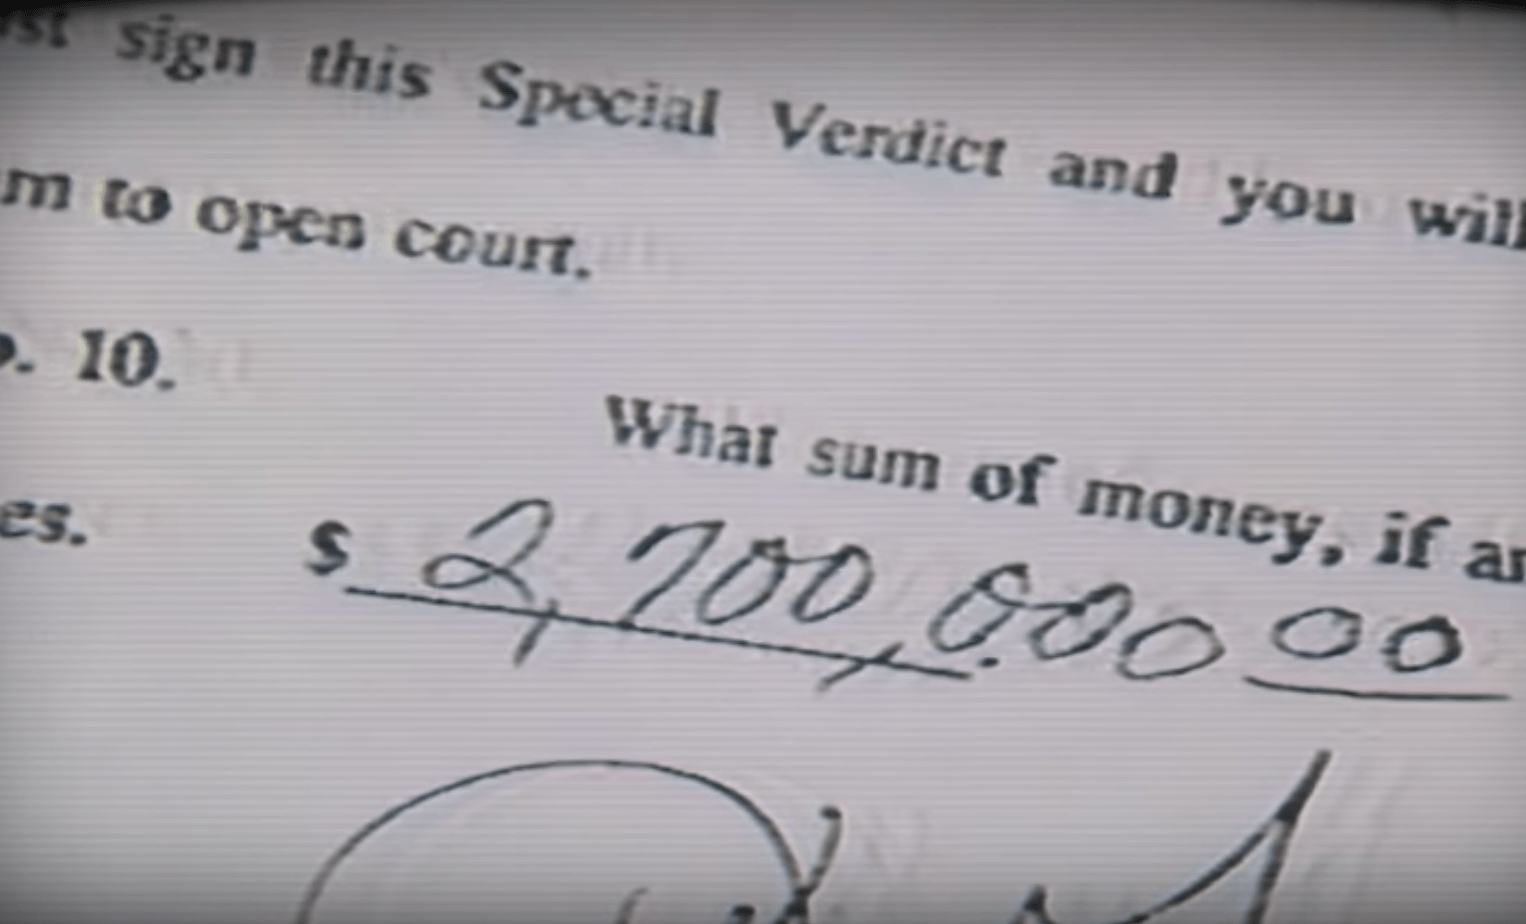 sign this Special Verdict and you will
to open court.
10.
What sum of money, if
$ 2,700,000.00